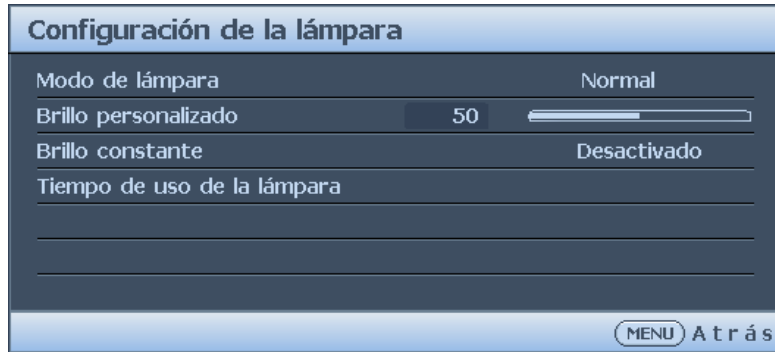 Configuración de la lámpara
Modo de lámpara Normal
Brillo personalizado 50
Brillo constante Desactivado
Tiempo de uso de la lámpara
MENU Atrás